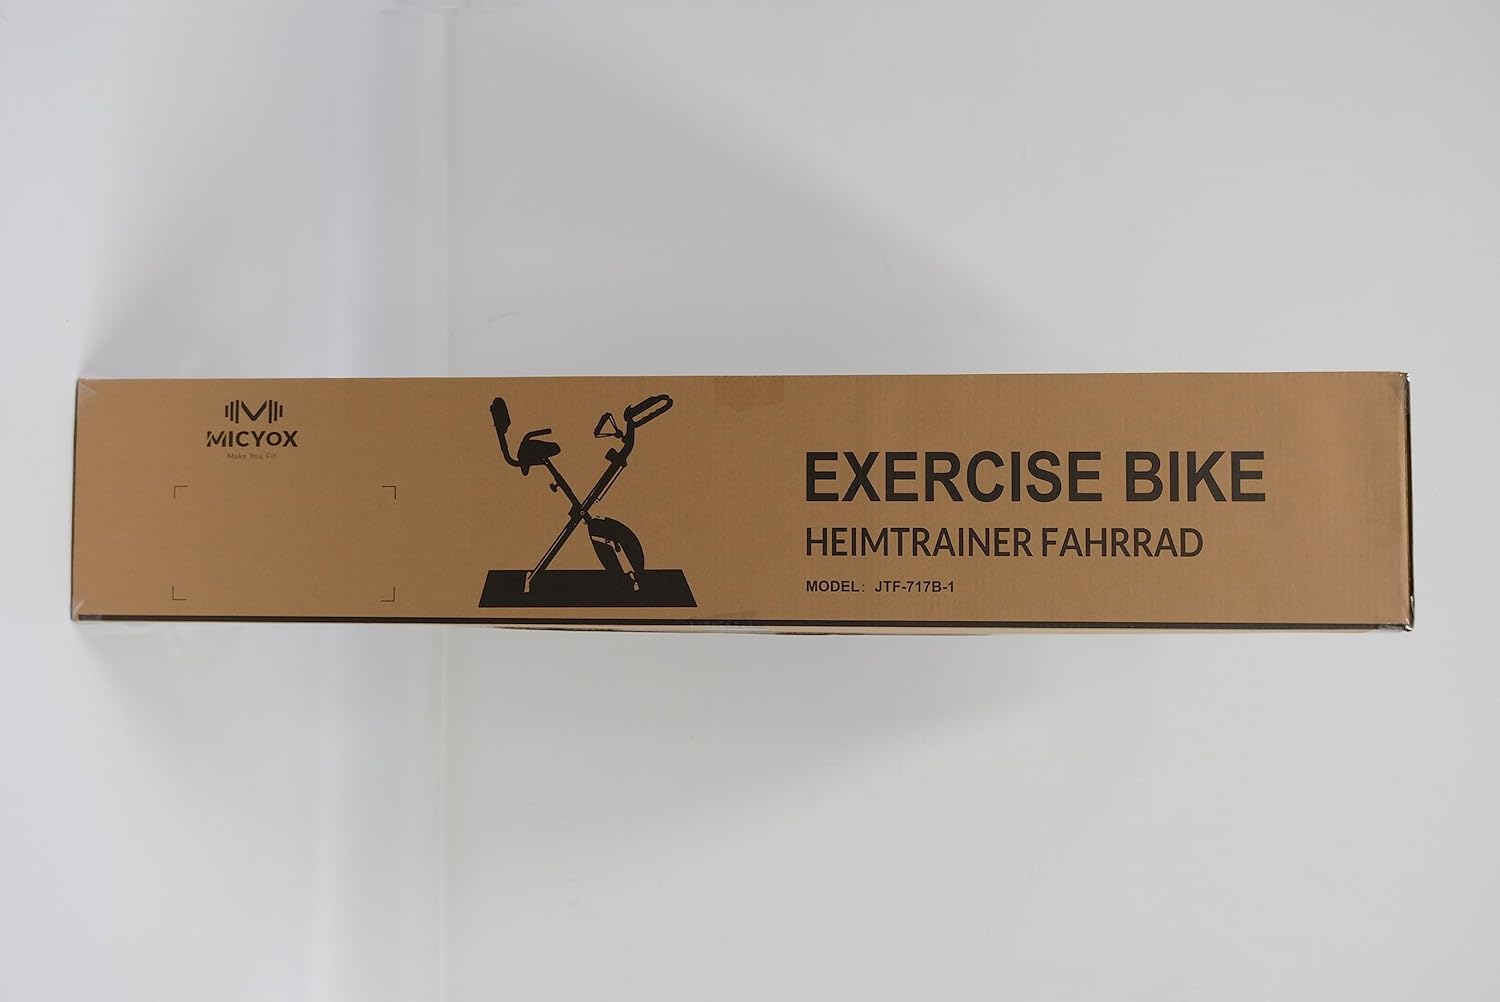 MICYOX
Make You Fit
EXERCISE BIKE
HEIMTRAINER FAHRRAD
MODEL: JTF-717B-1